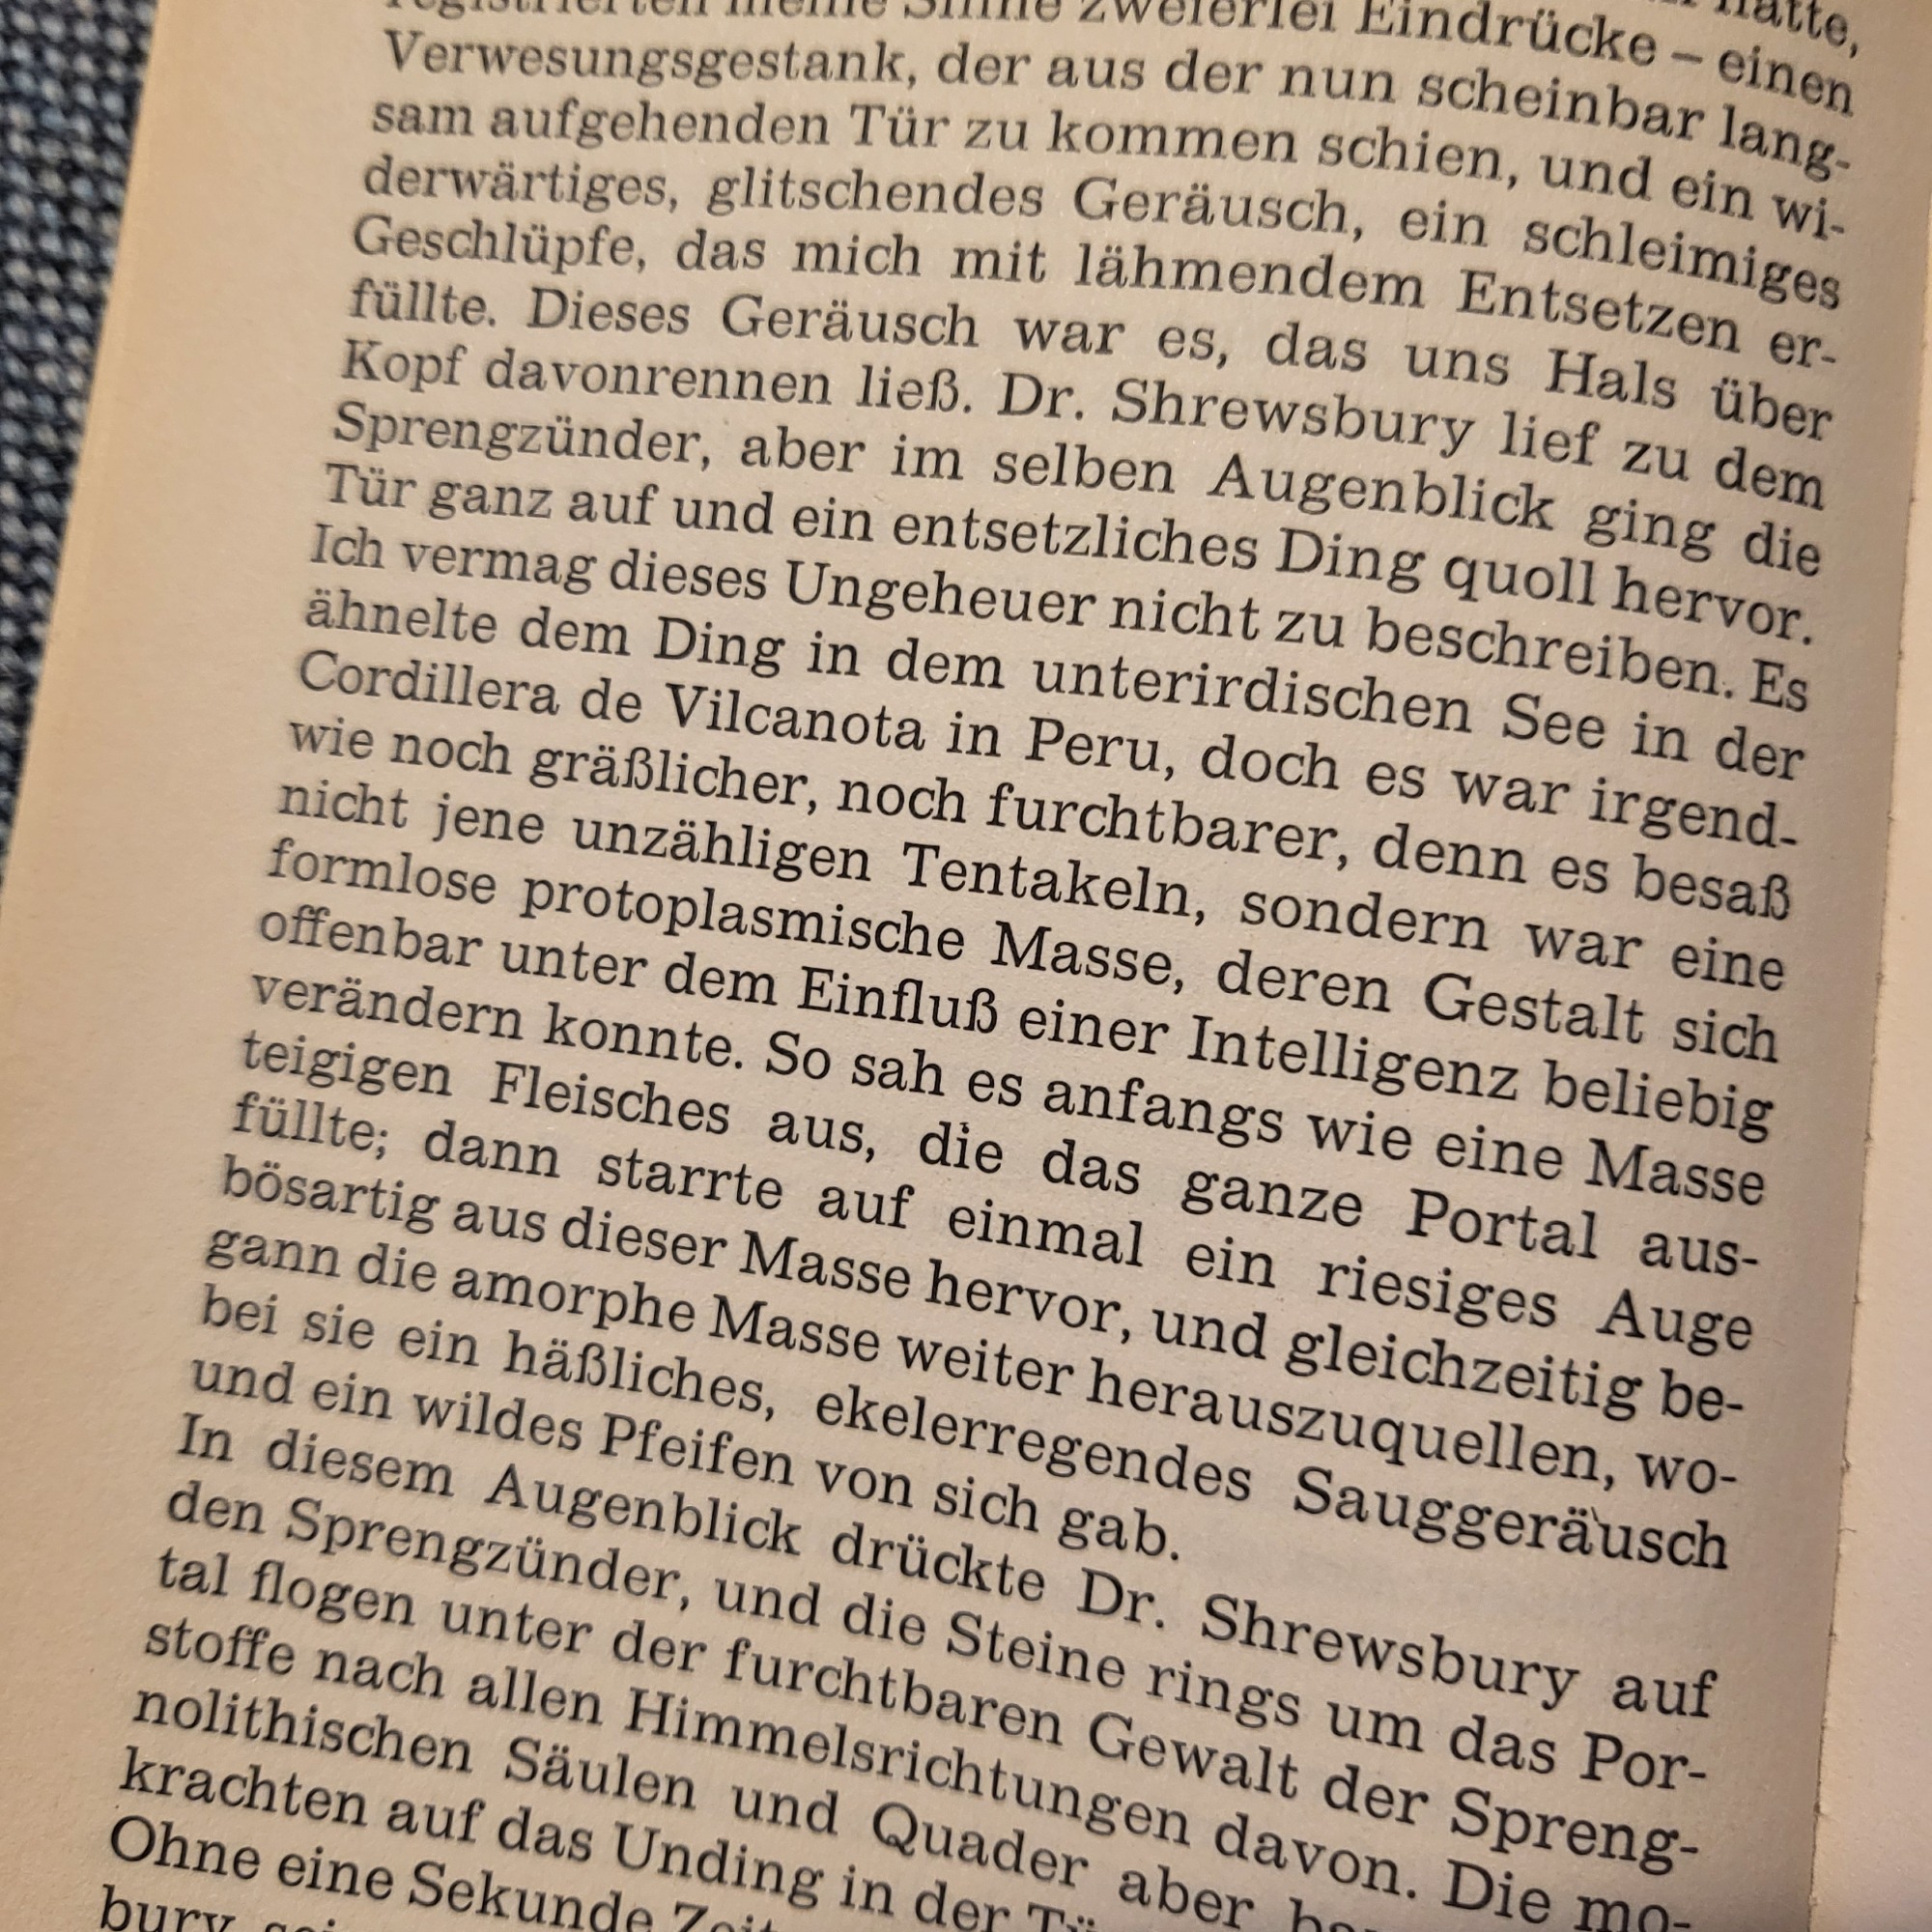 registrierten meine Sinne zweierlei Eindrücke – einen
Verwesungsgestank, der aus der nun scheinbar lang-
sam aufgehenden Tür zu kommen schien, und ein wi-
derwärtiges, glitschendes Geräusch, ein schleimiges
Geschlüpfe, das mich mit lähmendem Entsetzen er-
füllte. Dieses Geräusch war es, das uns Hals über
Kopf davonrennen ließ. Dr. Shrewsbury lief zu dem
Sprengzünder, aber im selben Augenblick ging die
Tür ganz auf und ein entsetzliches Ding quoll hervor.
Ich vermag dieses Ungeheuer nicht zu beschreiben. Es
ähnelte dem Ding in dem unterirdischen See in der
Cordillera de Vilcanota in Peru, doch es war irgend-
wie noch gräßlicher, noch furchtbarer, denn es besaß
nicht jene unzähligen Tentakeln, sondern war eine
formlose protoplasmische Masse, deren Gestalt sich
offenbar unter dem Einfluß einer Intelligenz beliebig
verändern konnte. So sah es anfangs wie eine Masse
teigigen Fleisches aus, die das ganze Portal aus-
füllte; dann starrte auf einmal ein riesiges Auge
bösartig aus dieser Masse hervor, und gleichzeitig be-
gann die amorphe Masse weiter herauszuquellen, wo-
bei sie ein häßliches, ekelerregendes Sauggeräusch
und ein wildes Pfeifen von sich gab.
In diesem Augenblick drückte Dr. Shrewsbury auf
den Sprengzünder, und die Steine rings um das Por-
tal flogen unter der furchtbaren Gewalt der Spreng-
stoffe nach allen Himmelsrichtungen davon. Die mo-
nolithischen Säulen und Quader aber
krachten auf das Unding in der
Ohne eine Sekunde
bury